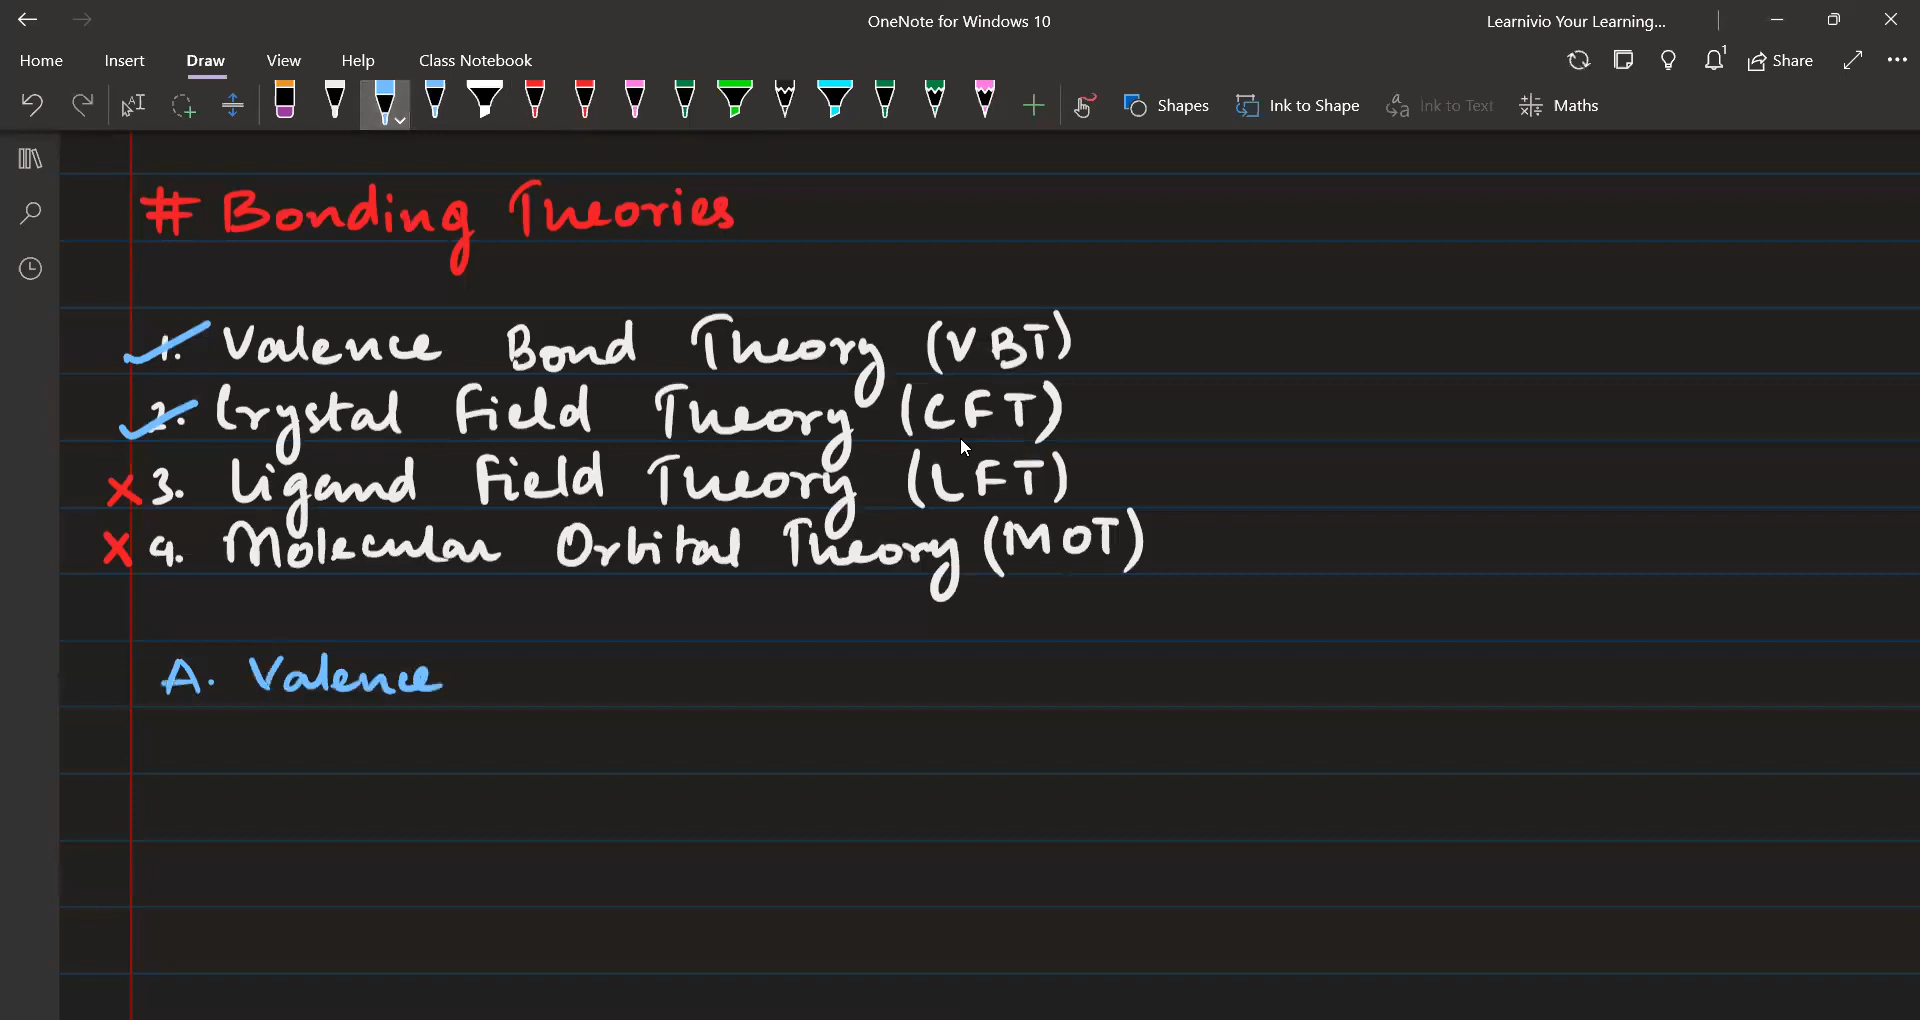 OneNote for Windows 10
Learnivio Your Learning...
Home Insert Draw View Help Class Notebook
1 Share
Shapes Ink to Shape Ink to Text Maths
# Bonding Theories
1. Valence Bond Theory (VBT)
2. Crystal Field Theory (CFT)
X 3. Ligand Field Theory (LFT)
X 4. Molecular Orbital Theory (MOT)
A. Valence